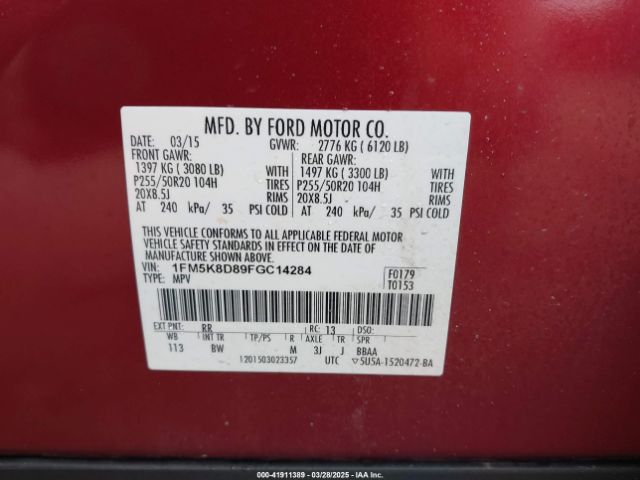 MFD. BY FORD MOTOR CO.
DATE: 03/15 GVWR: 2776 KG ( 6120 LB)
FRONT GAWR: REAR GAWR:
1397 KG ( 3080 LB) WITH 1497 KG ( 3300 LB) WITH
P255/50R20 104H TIRES P255/50R20 104H TIRES
20X8.5J RIMS 20X8.5J RIMS
AT 240 kPa/ 35 PSI COLD AT 240 kPa/ 35 PSI COLD
THIS VEHICLE CONFORMS TO ALL APPLICABLE FEDERAL MOTOR
VEHICLE SAFETY STANDARDS IN EFFECT ON THE DATE OF MANUFACTURE
SHOWN ABOVE.
VIN: 1FM5K8D89FGC14284 F0179
TYPE: MPV T0153
EXT PNT: RR RC: 13 DSO:
WB INT TR TP/PS R AXLE TR SPR
113 BW M 3J J BBAA
1201503023357 UTC ▽5USA-1520472-BA
000-41911389 - 03/28/2025 - IAA Inc.